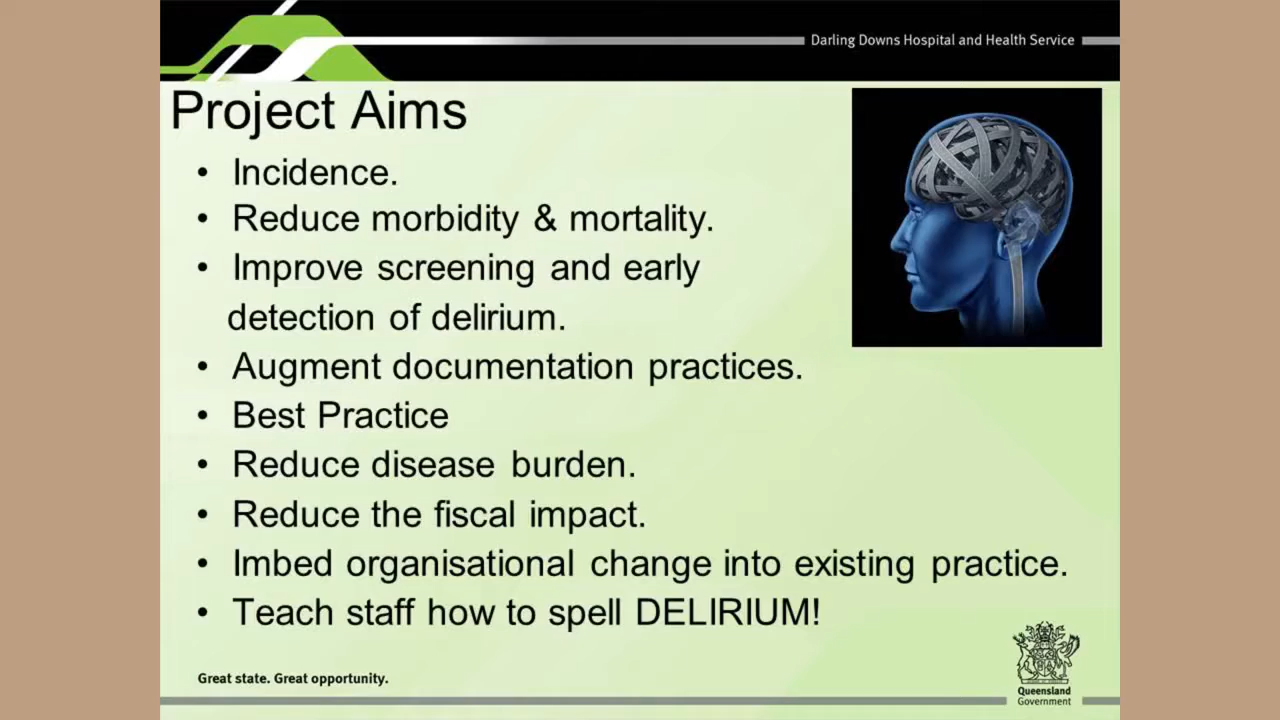 Darling Downs Hospital and Health Service
Project Aims
• Incidence.
• Reduce morbidity & mortality.
• Improve screening and early
detection of delirium.
• Augment documentation practices.
• Best Practice
• Reduce disease burden.
• Reduce the fiscal impact.
• Imbed organisational change into existing practice.
• Teach staff how to spell DELIRIUM!
Great state. Great opportunity.
Queensland
Government